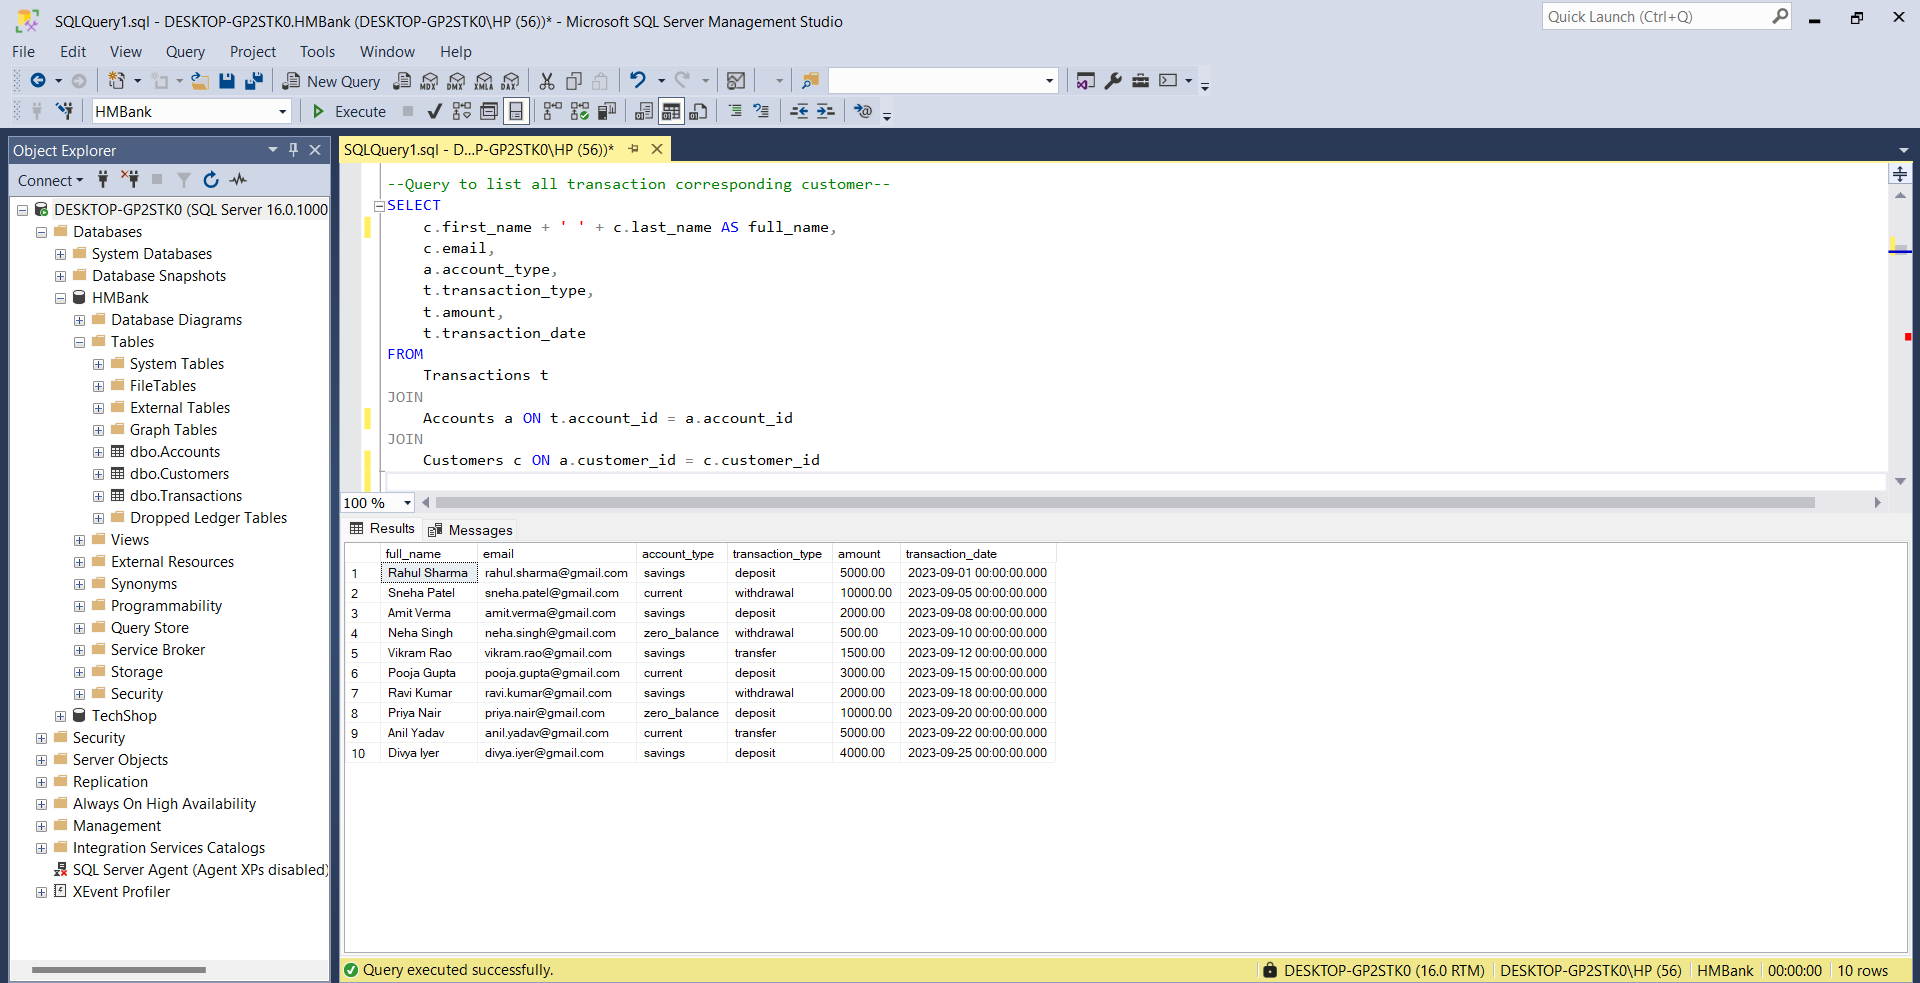 SQLQuery1.sql - DESKTOP-GP2STK0.HMBank (DESKTOP-GP2STK0\HP (56))* - Microsoft SQL Server Management Studio
Quick Launch (Ctrl+Q)
File Edit View Query Project Tools Window Help
New Query MDX DMX XMLA DAX
HMBank Execute
Object Explorer
Connect
DESKTOP-GP2STK0 (SQL Server 16.0.1000
Databases
System Databases
Database Snapshots
HMBank
Database Diagrams
Tables
System Tables
FileTables
External Tables
Graph Tables
dbo.Accounts
dbo.Customers
dbo.Transactions
Dropped Ledger Tables
Views
External Resources
Synonyms
Programmability
Query Store
Service Broker
Storage
Security
TechShop
Security
Server Objects
Replication
Always On High Availability
Management
Integration Services Catalogs
SQL Server Agent (Agent XPs disabled)
XEvent Profiler
SQLQuery1.sql - D...P-GP2STK0\HP (56))*
--Query to list all transaction corresponding customer--
SELECT
c.first_name + ' ' + c.last_name AS full_name,
c.email,
a.account_type,
t.transaction_type,
t.amount,
t.transaction_date
FROM
Transactions t
JOIN
Accounts a ON t.account_id = a.account_id
JOIN
Customers c ON a.customer_id = c.customer_id
100 %
Results Messages
full_name email account_type transaction_type amount transaction_date
1 Rahul Sharma rahul.sharma@gmail.com savings deposit 5000.00 2023-09-01 00:00:00.000
2 Sneha Patel sneha.patel@gmail.com current withdrawal 10000.00 2023-09-05 00:00:00.000
3 Amit Verma amit.verma@gmail.com savings deposit 2000.00 2023-09-08 00:00:00.000
4 Neha Singh neha.singh@gmail.com zero_balance withdrawal 500.00 2023-09-10 00:00:00.000
5 Vikram Rao vikram.rao@gmail.com savings transfer 1500.00 2023-09-12 00:00:00.000
6 Pooja Gupta pooja.gupta@gmail.com current deposit 3000.00 2023-09-15 00:00:00.000
7 Ravi Kumar ravi.kumar@gmail.com savings withdrawal 2000.00 2023-09-18 00:00:00.000
8 Priya Nair priya.nair@gmail.com zero_balance deposit 10000.00 2023-09-20 00:00:00.000
9 Anil Yadav anil.yadav@gmail.com current transfer 5000.00 2023-09-22 00:00:00.000
10 Divya Iyer divya.iyer@gmail.com savings deposit 4000.00 2023-09-25 00:00:00.000
Query executed successfully.
DESKTOP-GP2STK0 (16.0 RTM) DESKTOP-GP2STK0\HP (56) HMBank 00:00:00 10 rows